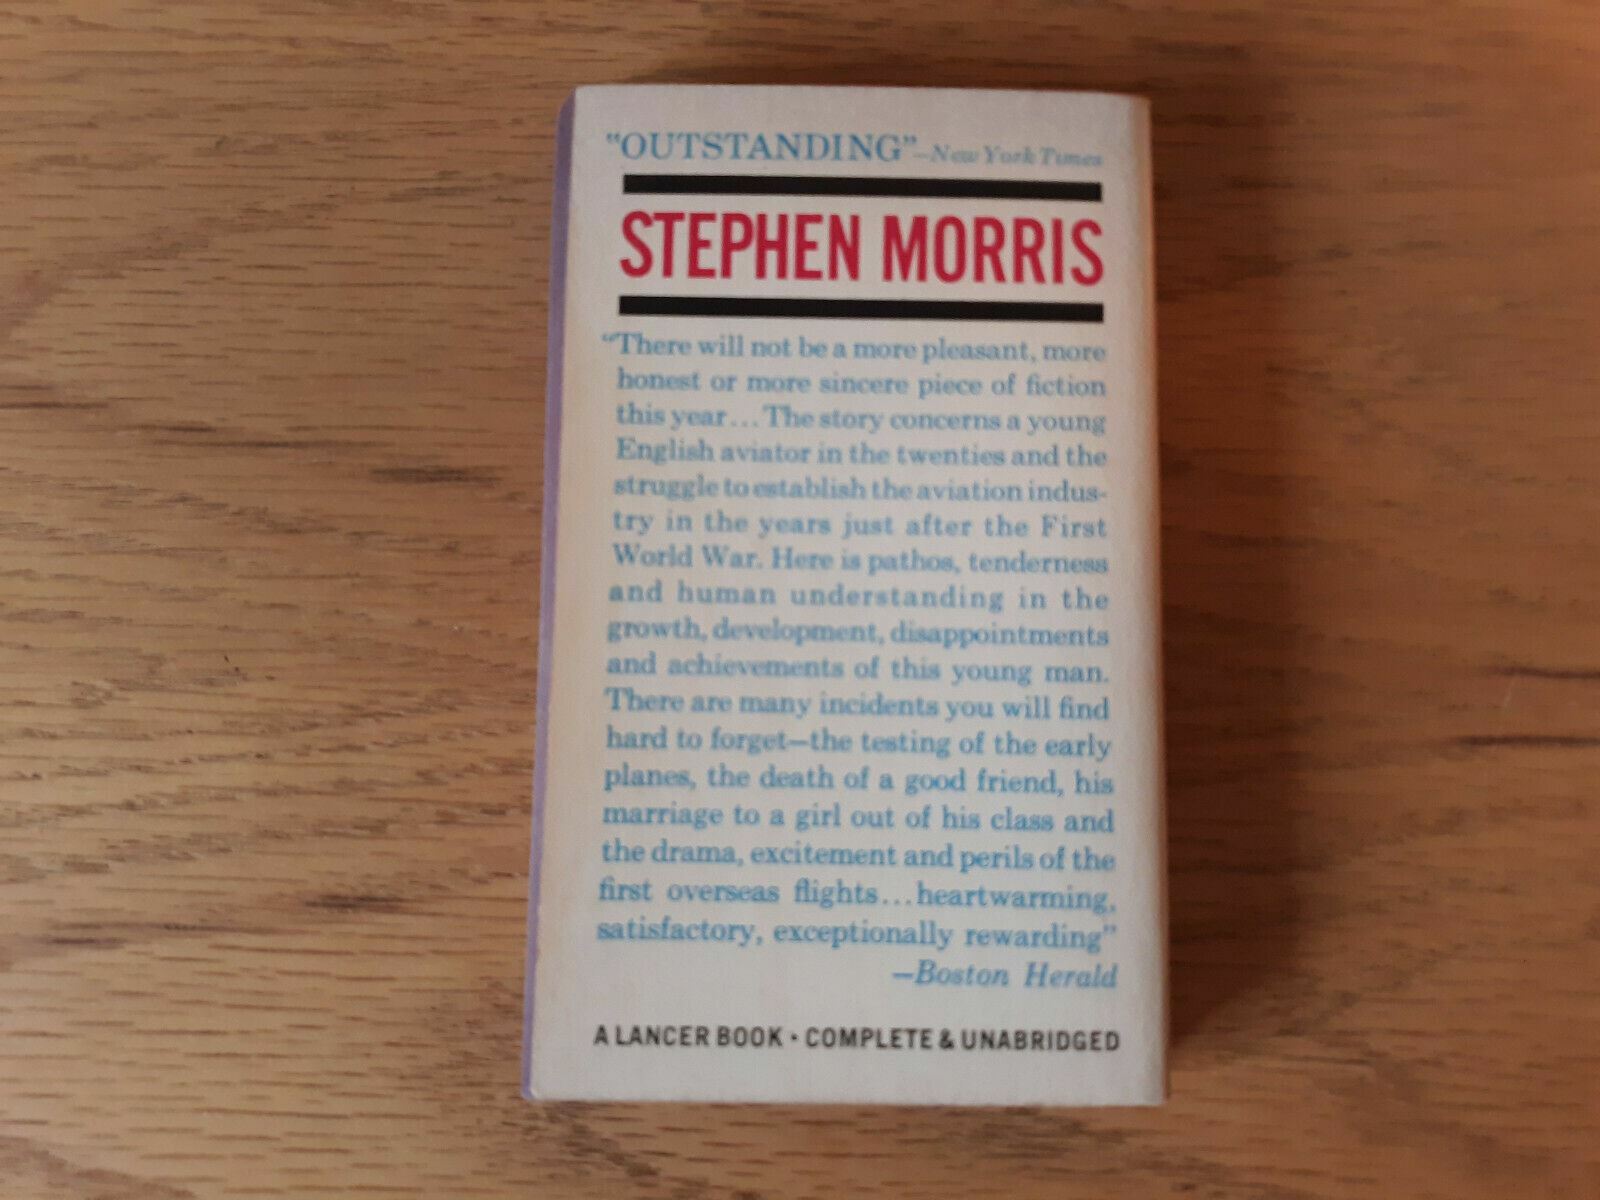 "OUTSTANDING"—New York Times
STEPHEN MORRIS
"There will not be a more pleasant, more
honest or more sincere piece of fiction
this year...The story concerns a young
English aviator in the twenties and the
struggle to establish the aviation indus-
try in the years just after the First
World War. Here is pathos, tenderness
and human understanding in the
growth, development, disappointments
and achievements of this young man.
There are many incidents you will find
hard to forget—the testing of the early
planes, the death of a good friend, his
marriage to a girl out of his class and
the drama, excitement and perils of the
first overseas flights...heartwarming,
satisfactory, exceptionally rewarding"
—Boston Herald
A LANCER BOOK • COMPLETE & UNABRIDGED